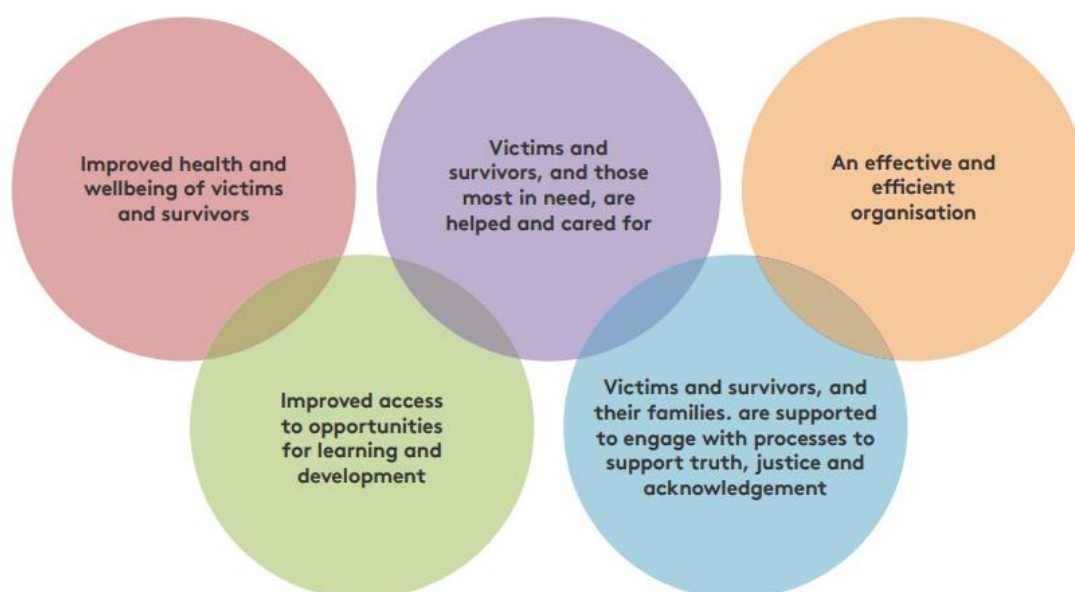 Improved health and
wellbeing of victims
and survivors
Victims and
survivors, and those
most in need, are
helped and cared for
An effective and
efficient
organisation
Improved access
to opportunities
for learning and
development
Victims and survivors, and
their families. are supported
to engage with processes to
support truth, justice and
acknowledgement